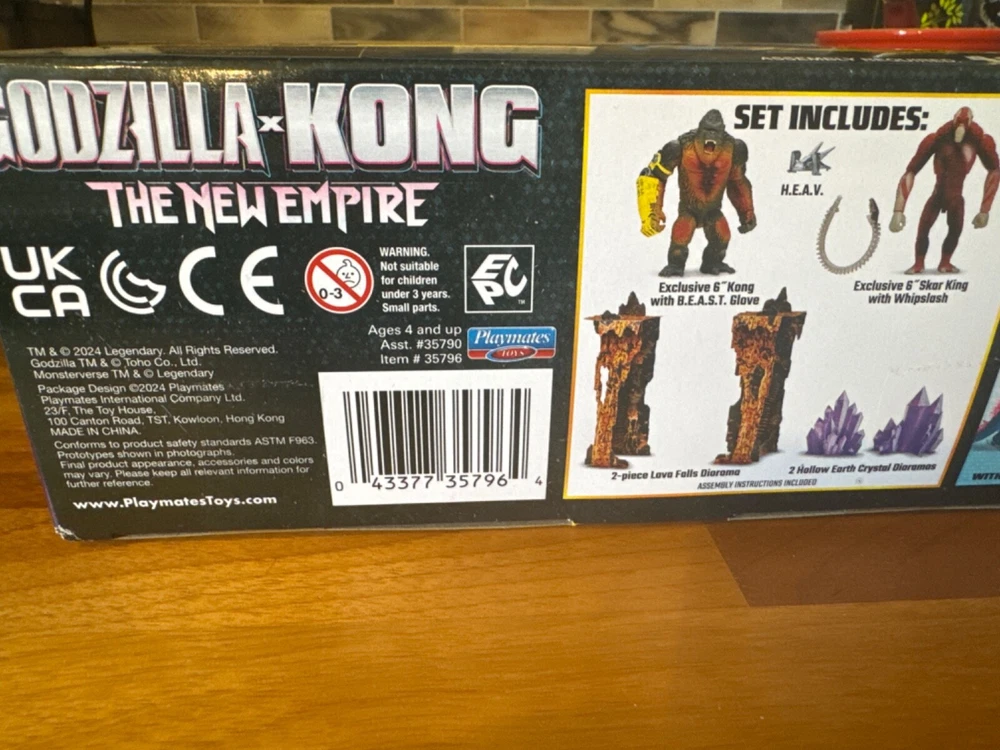 GODZILLA x KONG
THE NEW EMPIRE
UK
CA
CE
0-3
WARNING.
Not suitable
for children
under 3 years.
Small parts.
EPC
TM
Ages 4 and up
Asst. #35790
Item # 35796
Playmates
TOYS
TM & © 2024 Legendary. All Rights Reserved.
Godzilla TM & © Toho Co., Ltd.
Monsterverse TM & © Legendary
Package Design ©2024 Playmates
Playmates International Company Ltd.
23/F, The Toy House,
100 Canton Road, TST, Kowloon, Hong Kong
MADE IN CHINA.
Conforms to product safety standards ASTM F963.
Prototypes shown in photographs.
Final product appearance, accessories and colors
may vary. Please keep all relevant information for
further reference.
www.PlaymatesToys.com
0 43377 35796 4
SET INCLUDES:
H.E.A.V.
Exclusive 6" Kong
with B.E.A.S.T. Glove
Exclusive 6" Skar King
with Whipslash
2-piece Lava Falls Diorama
2 Hollow Earth Crystal Dioramas
ASSEMBLY INSTRUCTIONS INCLUDED